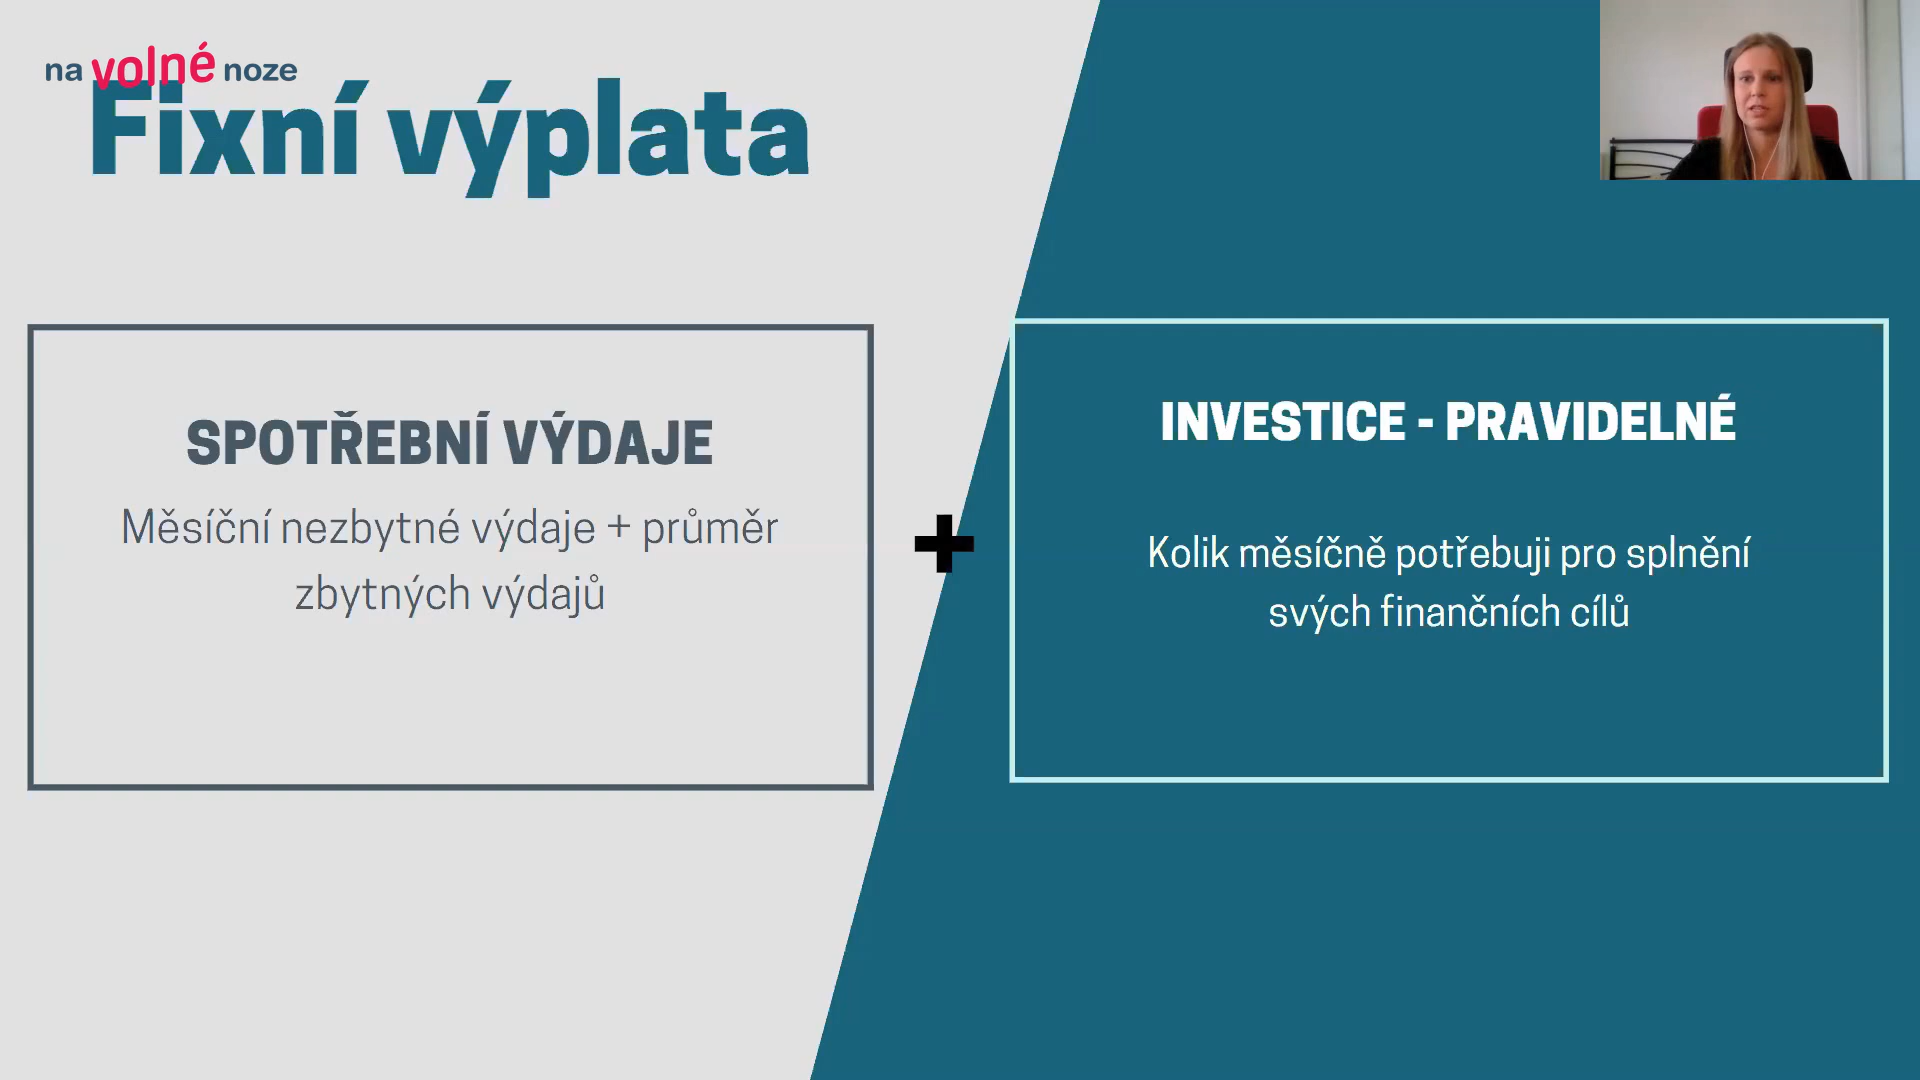 na volné noze
Fixní výplata
SPOTŘEBNÍ VÝDAJE
Měsíční nezbytné výdaje + průměr
zbytných výdajů
+
INVESTICE - PRAVIDELNÉ
Kolik měsíčně potřebuji pro splnění
svých finančních cílů